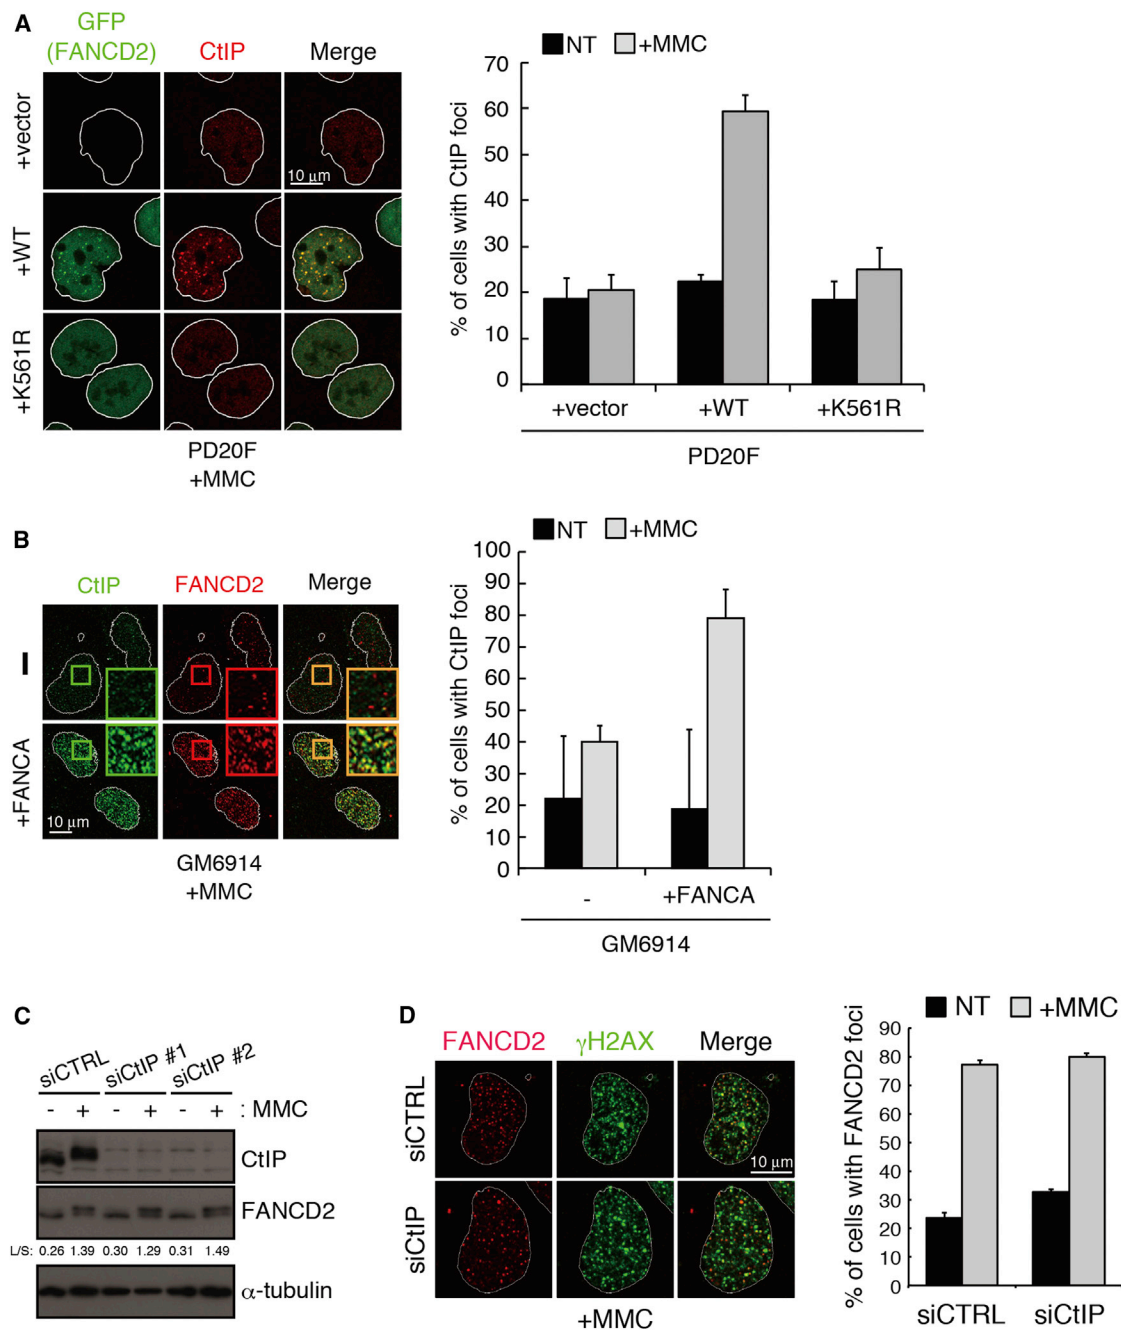 A
GFP
(FANCD2)
CtIP
Merge
+vector
+WT
+K561R
10 μm
PD20F
+MMC
NT
+MMC
% of cells with CtIP foci
70
60
50
40
30
20
10
0
+vector
+WT
+K561R
PD20F
B
CtIP
FANCD2
Merge
-
+FANCA
10 μm
GM6914
+MMC
NT
+MMC
% of cells with CtIP foci
100
90
80
70
60
50
40
30
20
10
0
-
+FANCA
GM6914
C
siCTRL
siCtIP #1
siCtIP #2
- + - + - + : MMC
CtIP
FANCD2
L/S: 0.26 1.39 0.30 1.29 0.31 1.49
α-tubulin
D
FANCD2
γH2AX
Merge
siCTRL
siCtIP
10 μm
+MMC
NT
+MMC
% of cells with FANCD2 foci
90
80
70
60
50
40
30
20
10
0
siCTRL
siCtIP